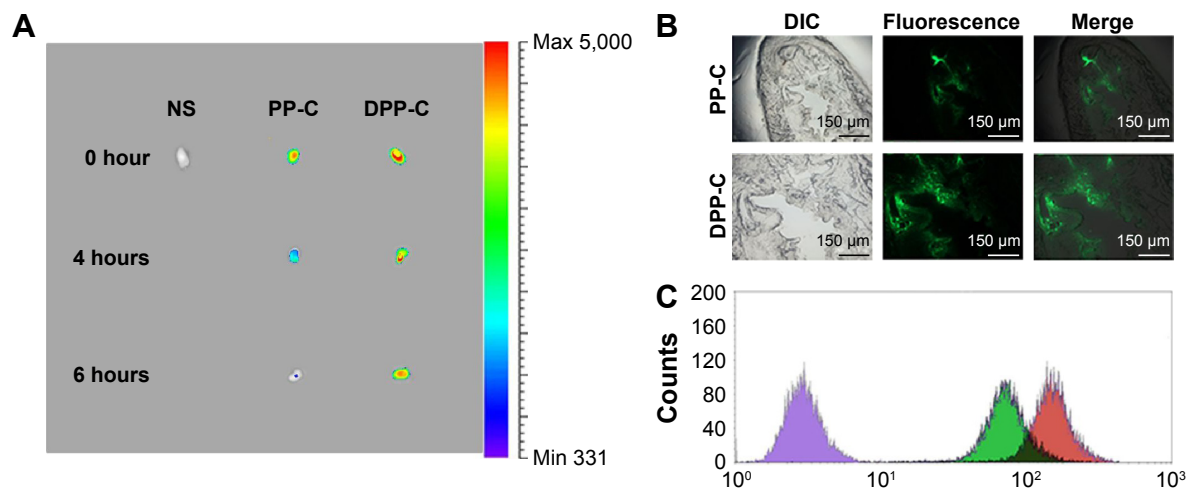 A
NS PP-C DPP-C
0 hour
4 hours
6 hours
Max 5,000
Min 331
B
DIC Fluorescence Merge
PP-C
150 µm 150 µm 150 µm
DPP-C
150 µm 150 µm 150 µm
C
Counts
200
160
120
80
40
0
10⁰ 10¹ 10² 10³